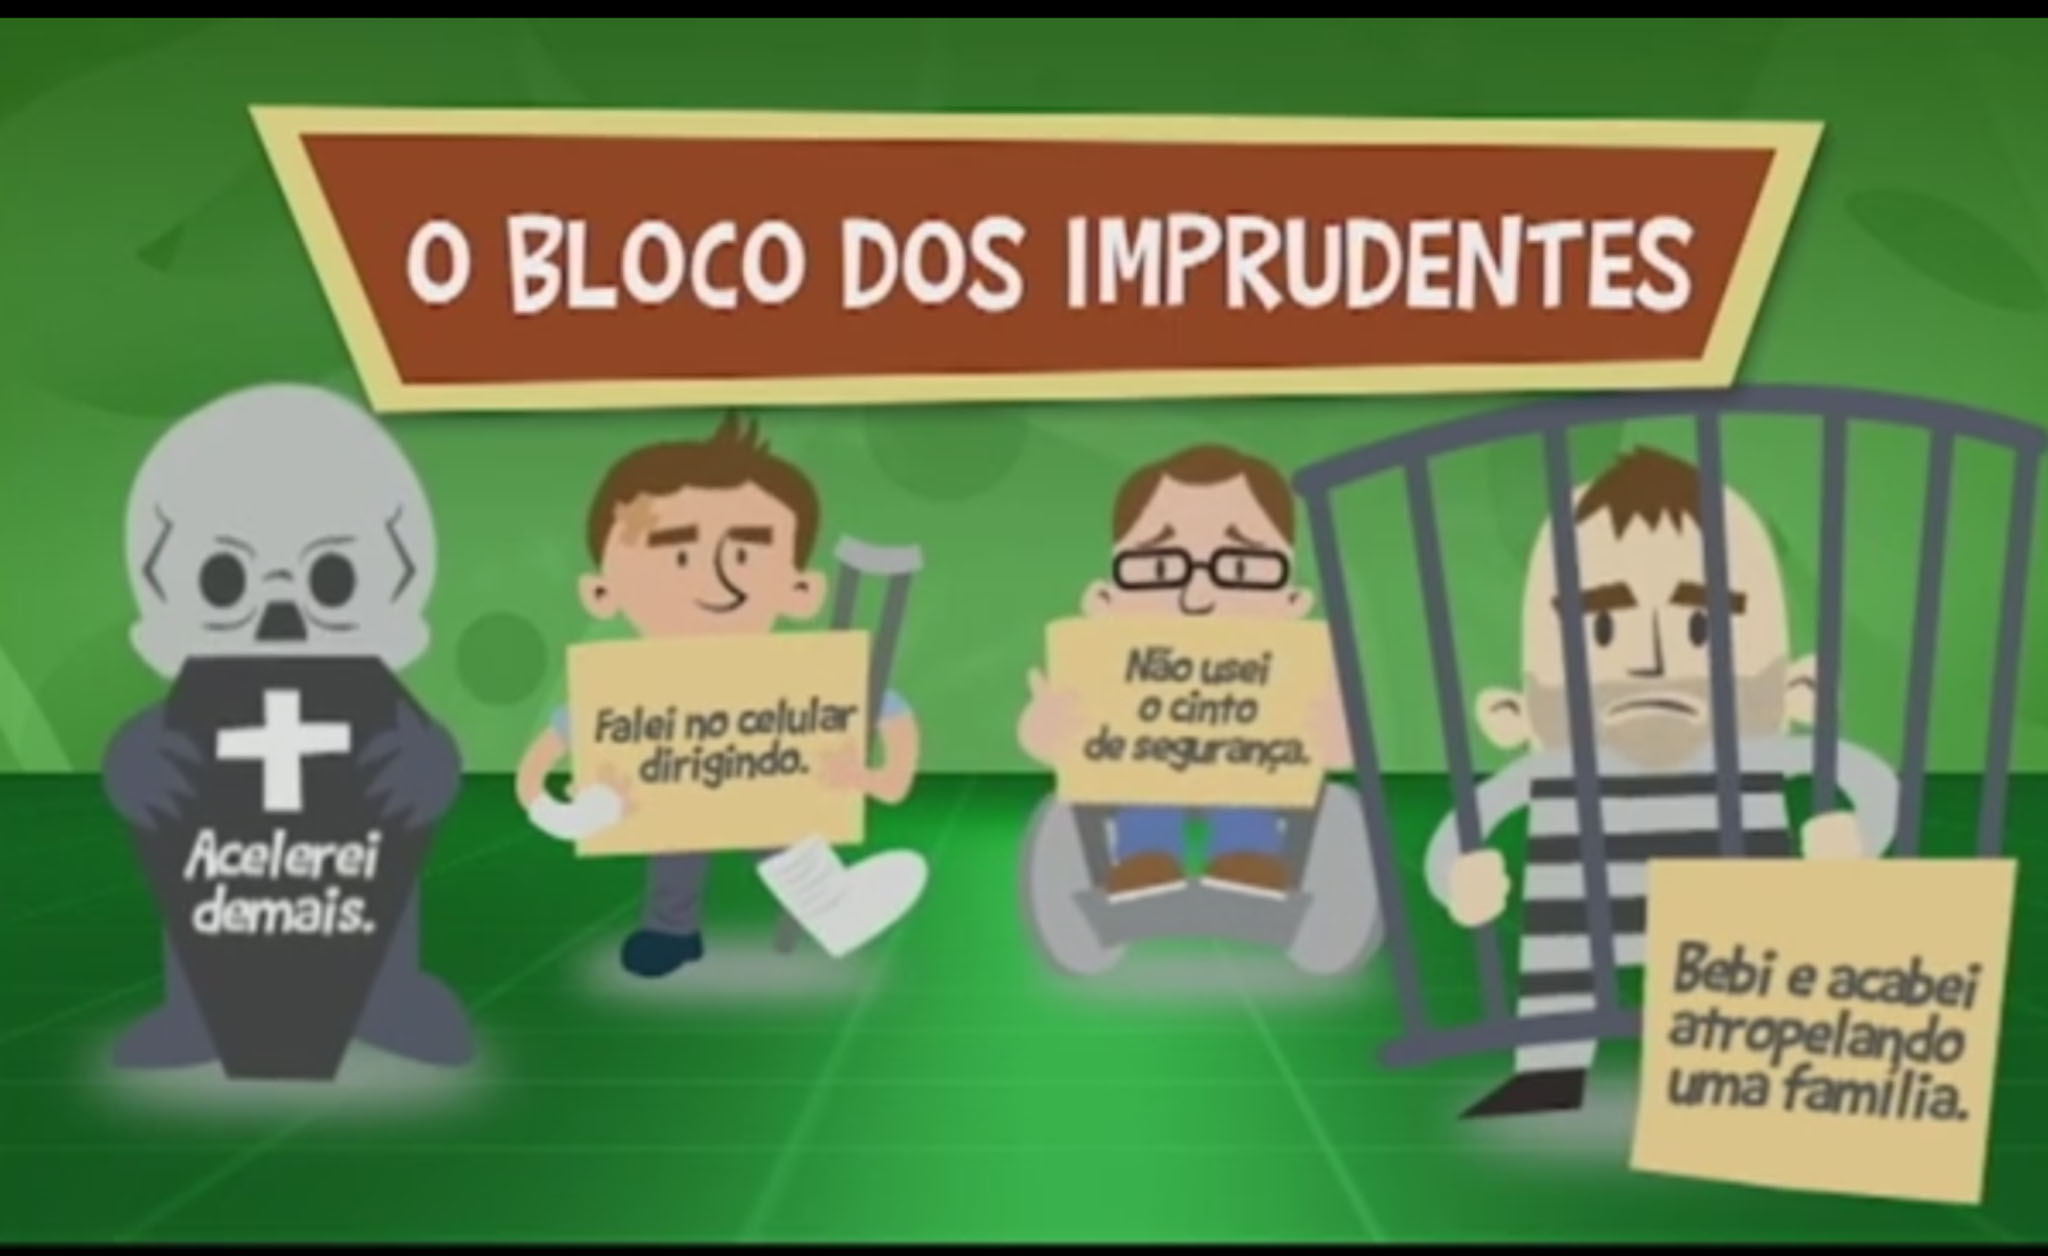 O BLOCO DOS IMPRUDENTES
Acelerei
demais.
Falei no celular
dirigindo.
Não usei
o cinto
de segurança.
Bebi e acabei
atropelando
uma família.